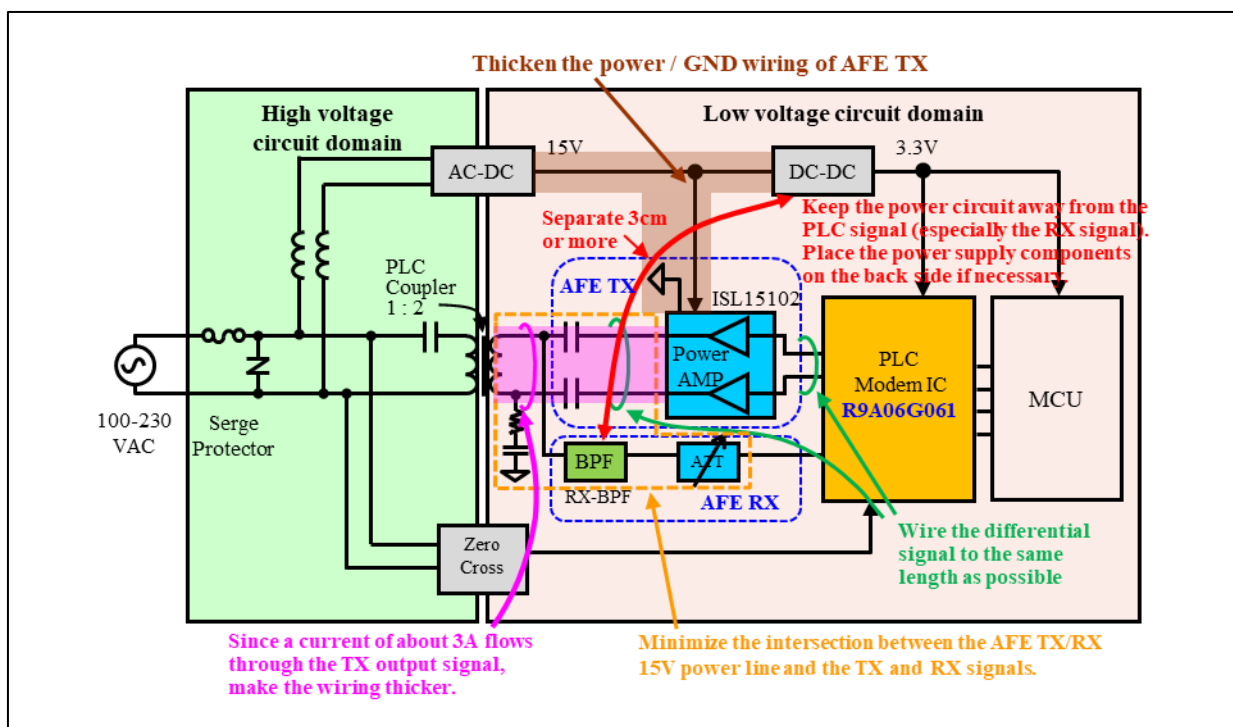 Thicken the power / GND wiring of AFE TX
High voltage
circuit domain
Low voltage circuit domain
AC-DC
15V
DC-DC
3.3V
Separate 3cm
or more
Keep the power circuit away from the
PLC signal (especially the RX signal).
Place the power supply components
on the back side if necessary.
PLC
Coupler
1 : 2
AFE TX
ISL15102
Power
AMP
PLC
Modem IC
R9A06G061
MCU
100-230
VAC
Serge
Protector
BPF
ATT
RX-BPF
AFE RX
Zero
Cross
Wire the differential
signal to the same
length as possible
Since a current of about 3A flows
through the TX output signal,
make the wiring thicker.
Minimize the intersection between the AFE TX/RX
15V power line and the TX and RX signals.